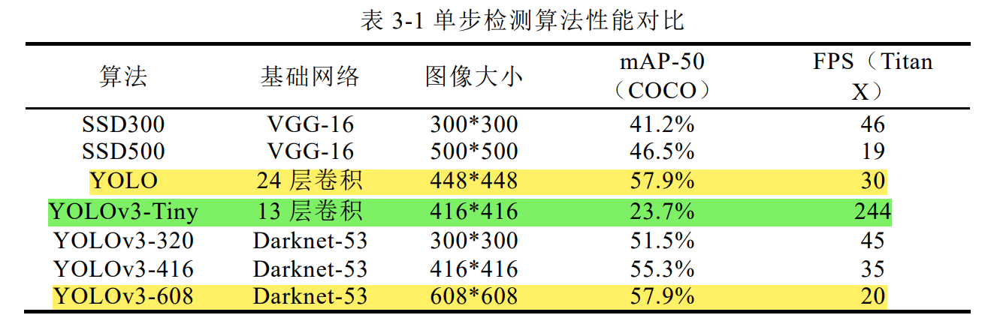 表 3-1 单步检测算法性能对比
算法 基础网络 图像大小 mAP-50（COCO） FPS（Titan X）
SSD300 VGG-16 300*300 41.2% 46
SSD500 VGG-16 500*500 46.5% 19
YOLO 24 层卷积 448*448 57.9% 30
YOLOv3-Tiny 13 层卷积 416*416 23.7% 244
YOLOv3-320 Darknet-53 300*300 51.5% 45
YOLOv3-416 Darknet-53 416*416 55.3% 35
YOLOv3-608 Darknet-53 608*608 57.9% 20